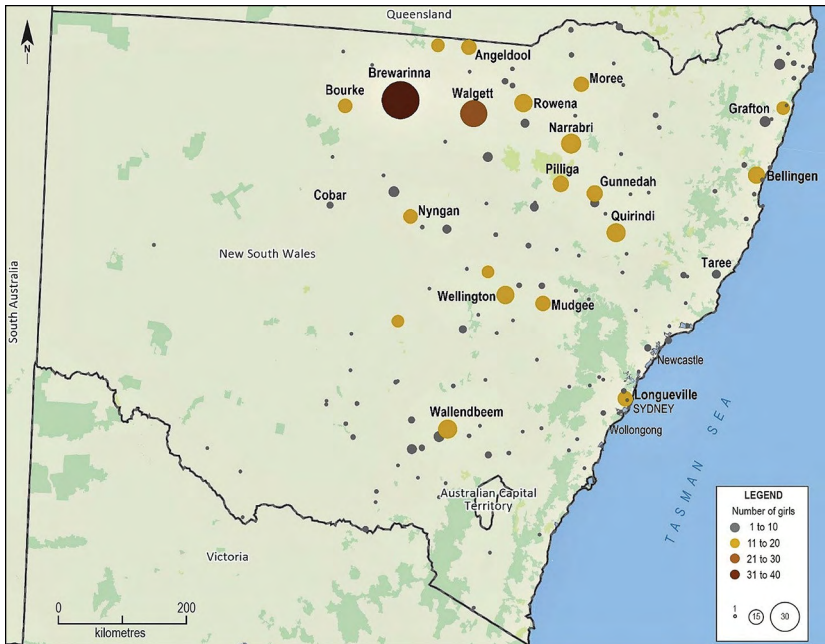 Queensland
N
Angeldool
Brewarinna
Moree
Bourke
Walgett
Rowena
Grafton
Narrabri
Pilliga
Bellingen
Gunnedah
Cobar
Nyngan
Quirindi
New South Wales
Taree
South Australia
Wellington
Mudgee
Newcastle
Longueville
SYDNEY
Wallendbeem
Wollongong
TASMAN SEA
Australian Capital
Territory
Victoria
0 200
kilometres
LEGEND
Number of girls
1 to 10
11 to 20
21 to 30
31 to 40
1 15 30